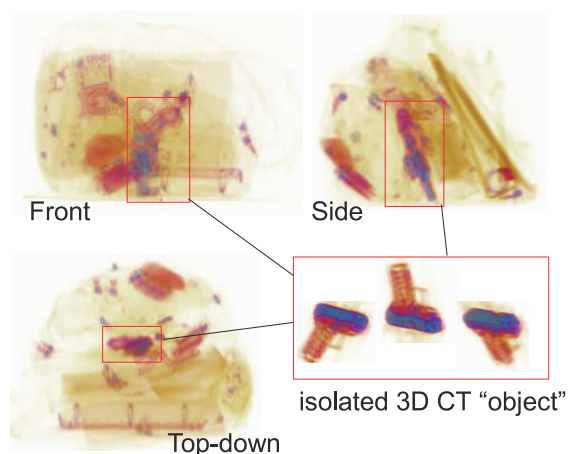 Front
Side
isolated 3D CT “object”
Top-down